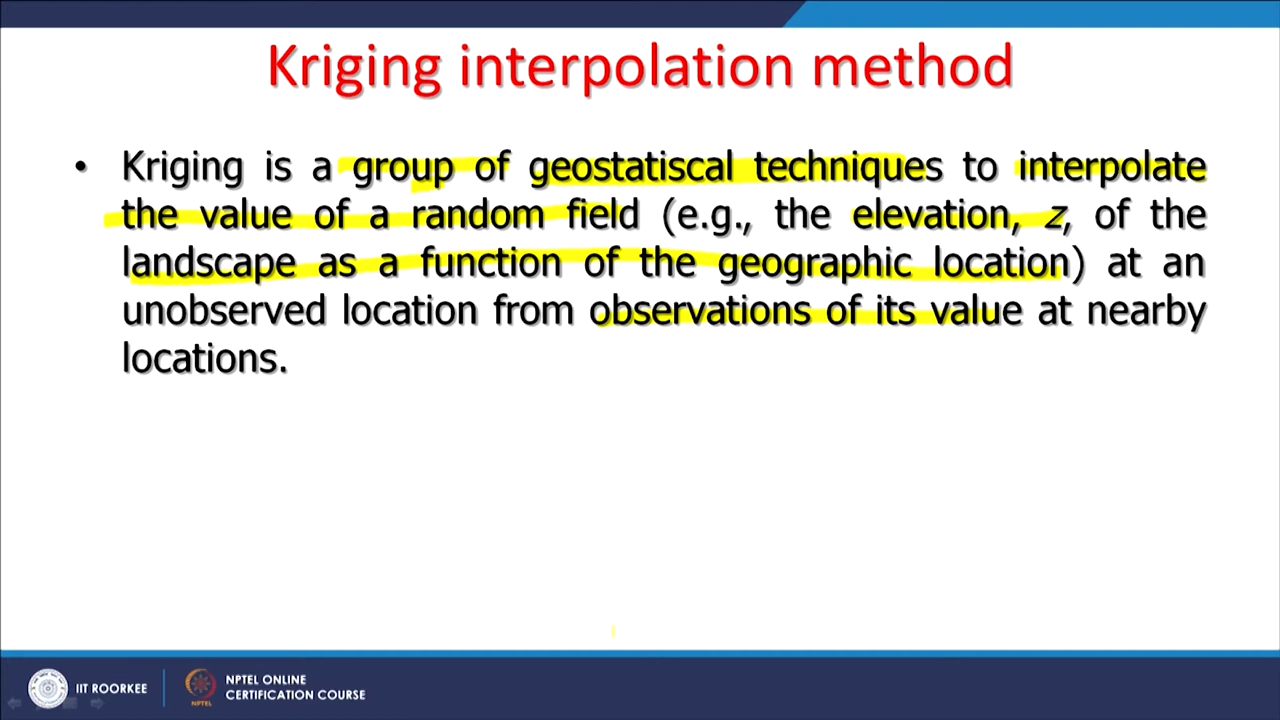 Kriging interpolation method
• Kriging is a group of geostatiscal techniques to interpolate
the value of a random field (e.g., the elevation, z, of the
landscape as a function of the geographic location) at an
unobserved location from observations of its value at nearby
locations.
IIT ROORKEE
NPTEL ONLINE
CERTIFICATION COURSE
NPTEL